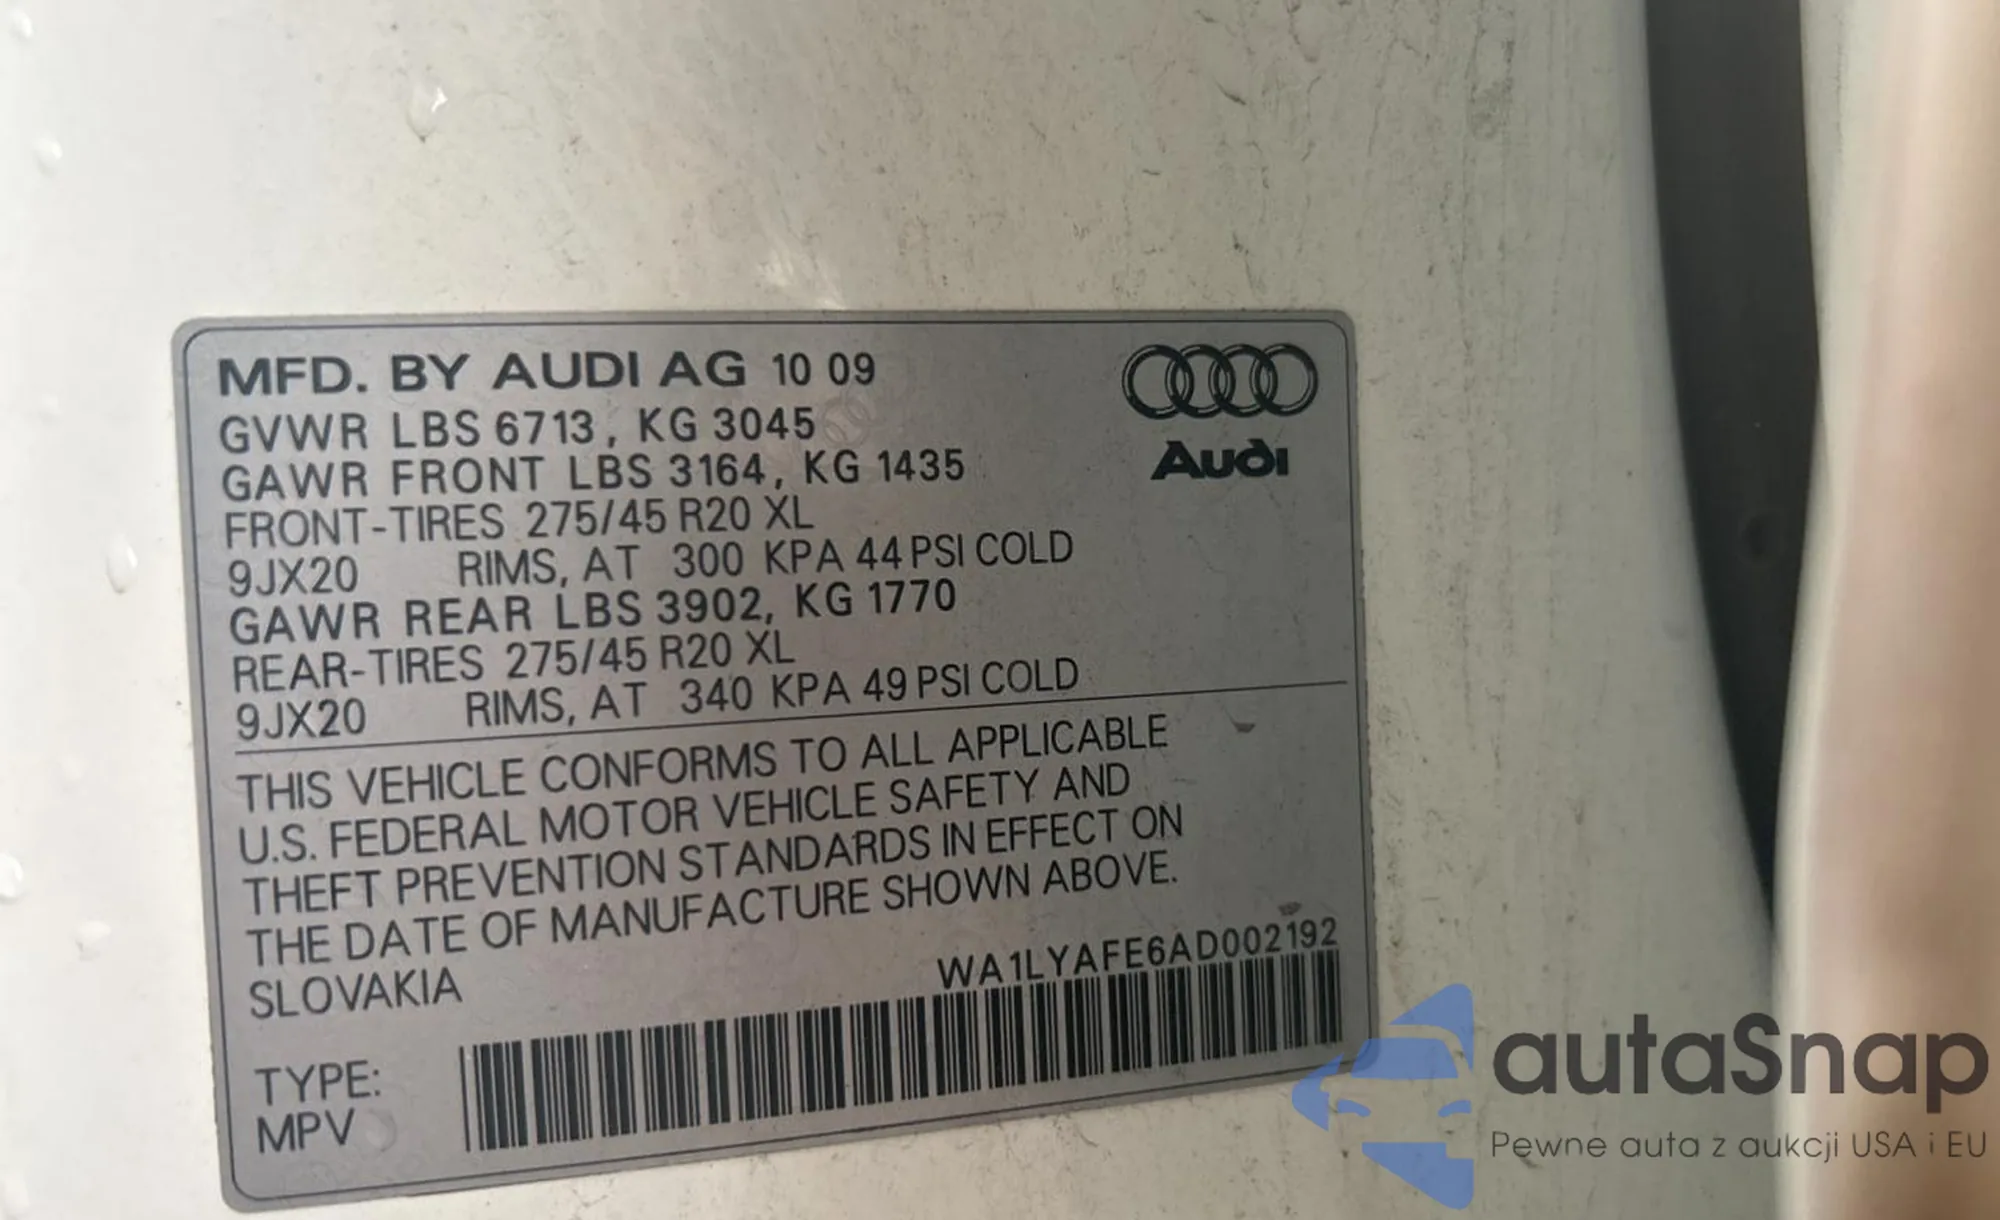 MFD. BY AUDI AG 10 09
GVWR LBS 6713, KG 3045
GAWR FRONT LBS 3164, KG 1435
FRONT-TIRES 275/45 R20 XL
9JX20 RIMS, AT 300 KPA 44 PSI COLD
GAWR REAR LBS 3902, KG 1770
REAR-TIRES 275/45 R20 XL
9JX20 RIMS, AT 340 KPA 49 PSI COLD
Audi
THIS VEHICLE CONFORMS TO ALL APPLICABLE
U.S. FEDERAL MOTOR VEHICLE SAFETY AND
THEFT PREVENTION STANDARDS IN EFFECT ON
THE DATE OF MANUFACTURE SHOWN ABOVE.
SLOVAKIA
WA1LYAFE6AD002192
TYPE:
MPV
autaSnap
Pewne auta z aukcji USA i EU